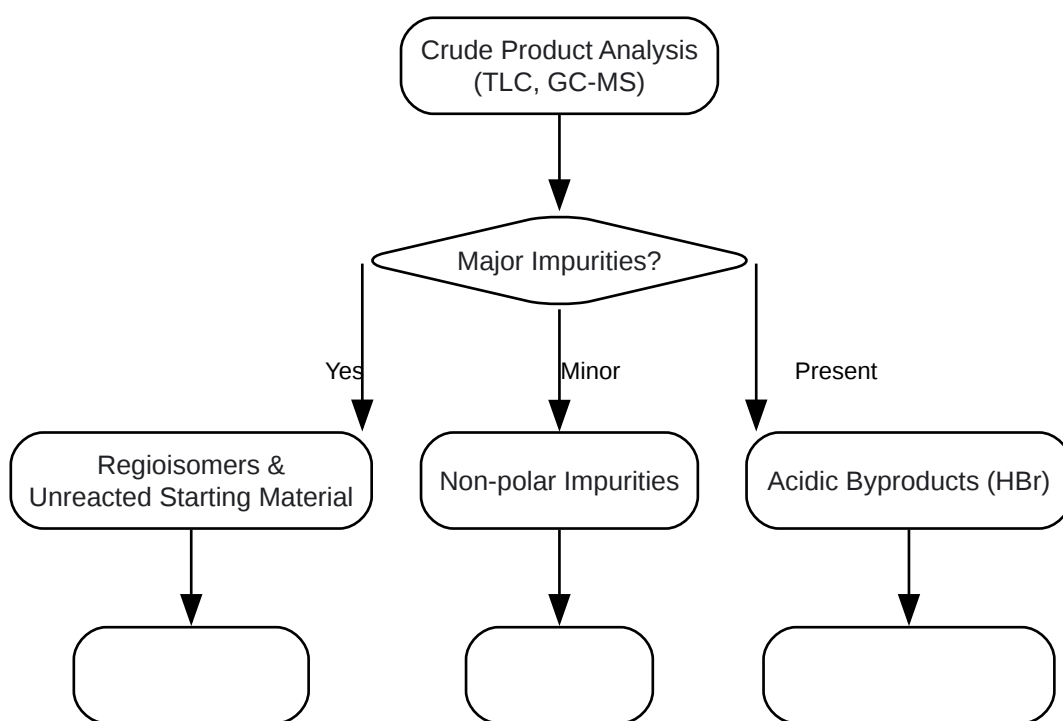 Crude Product Analysis
(TLC, GC-MS)
Major Impurities?
Yes
Minor
Present
Regioisomers &
Unreacted Starting Material
Non-polar Impurities
Acidic Byproducts (HBr)